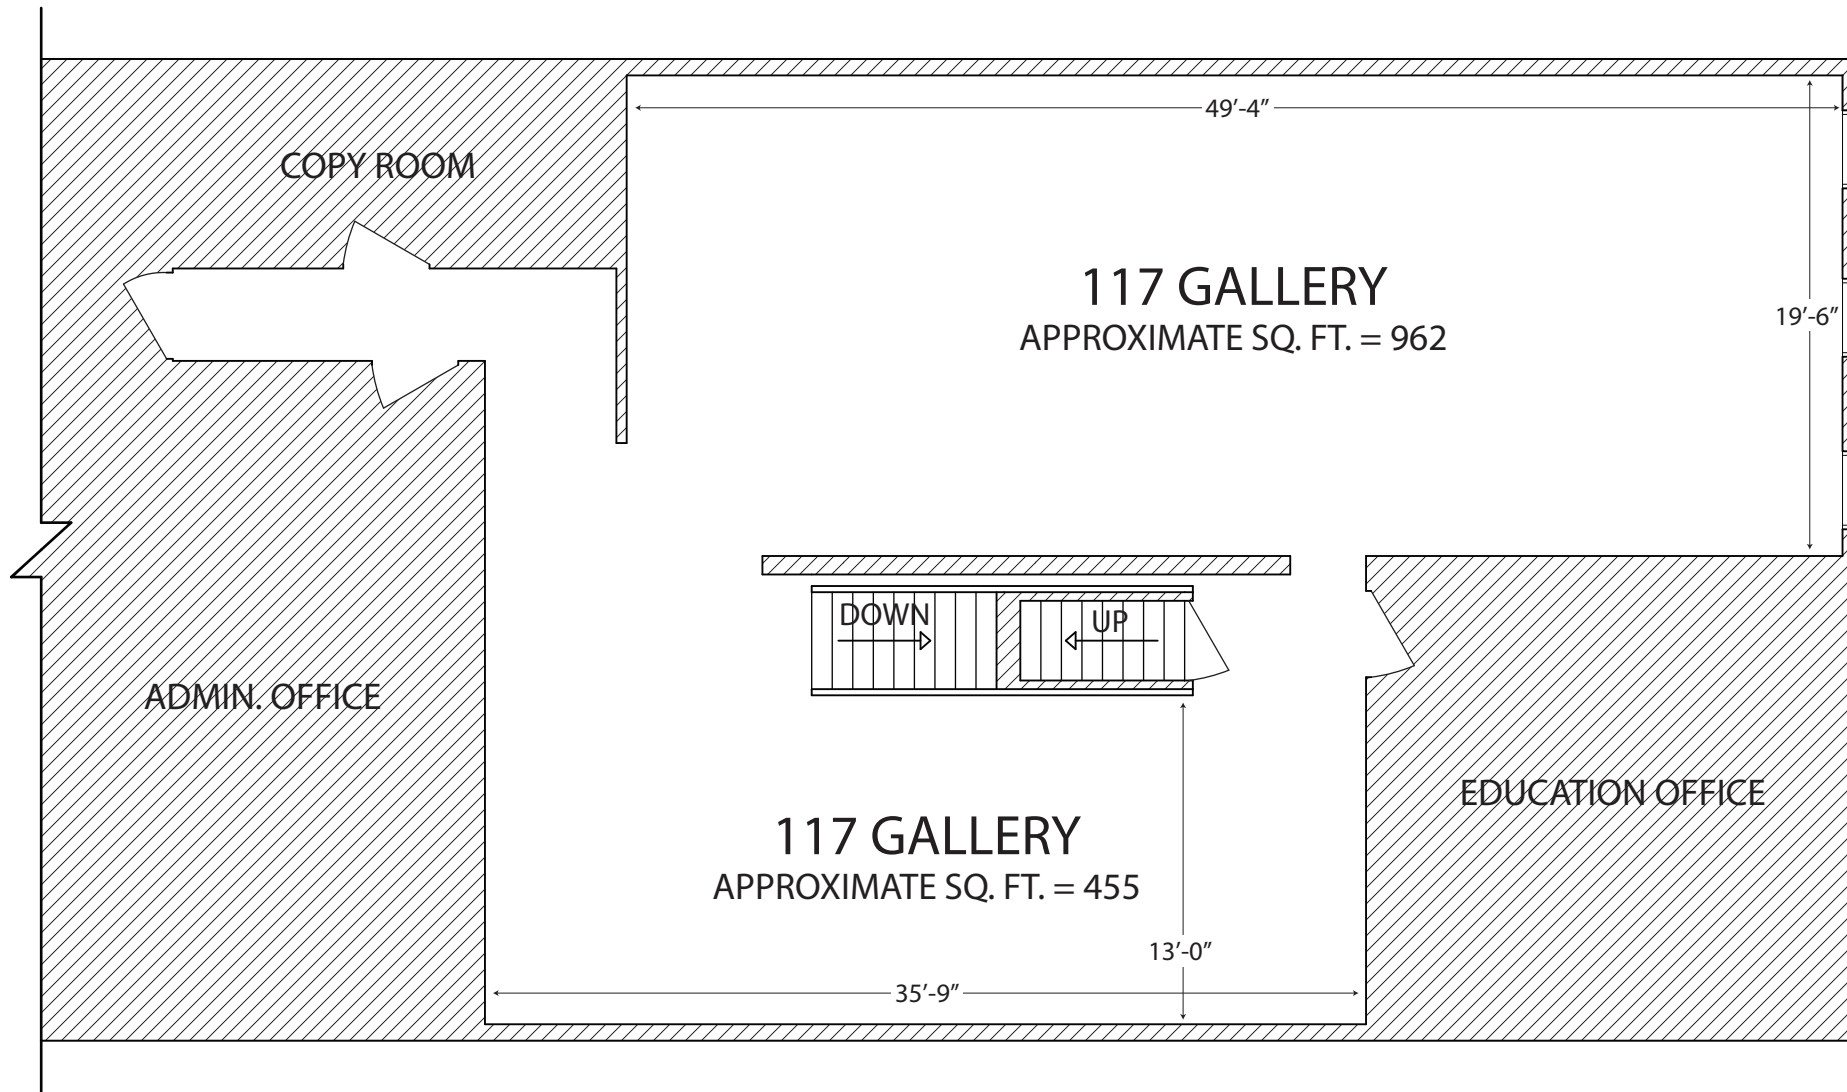 49’-4”
COPY ROOM
117 GALLERY
APPROXIMATE SQ. FT. = 962
19’-6”
DOWN
UP
ADMIN. OFFICE
EDUCATION OFFICE
117 GALLERY
APPROXIMATE SQ. FT. = 455
13’-0”
35’-9”